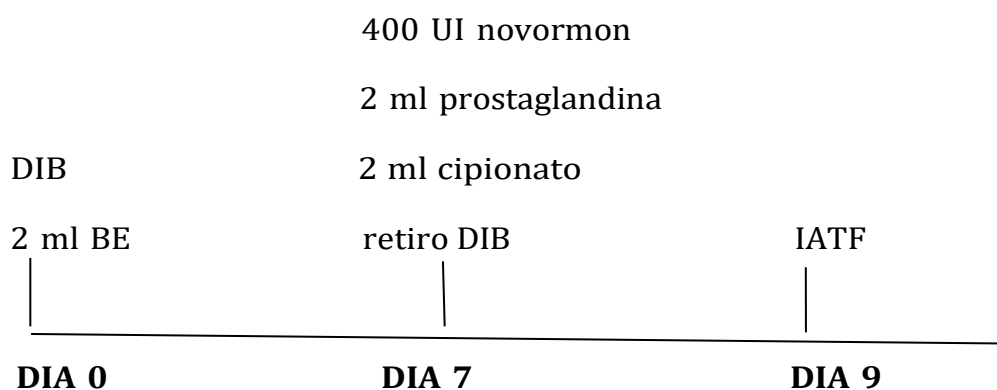 400 UI novormon
2 ml prostaglandina
DIB 2 ml cipionato
2 ml BE retiro DIB IATF
DIA 0 DIA 7 DIA 9